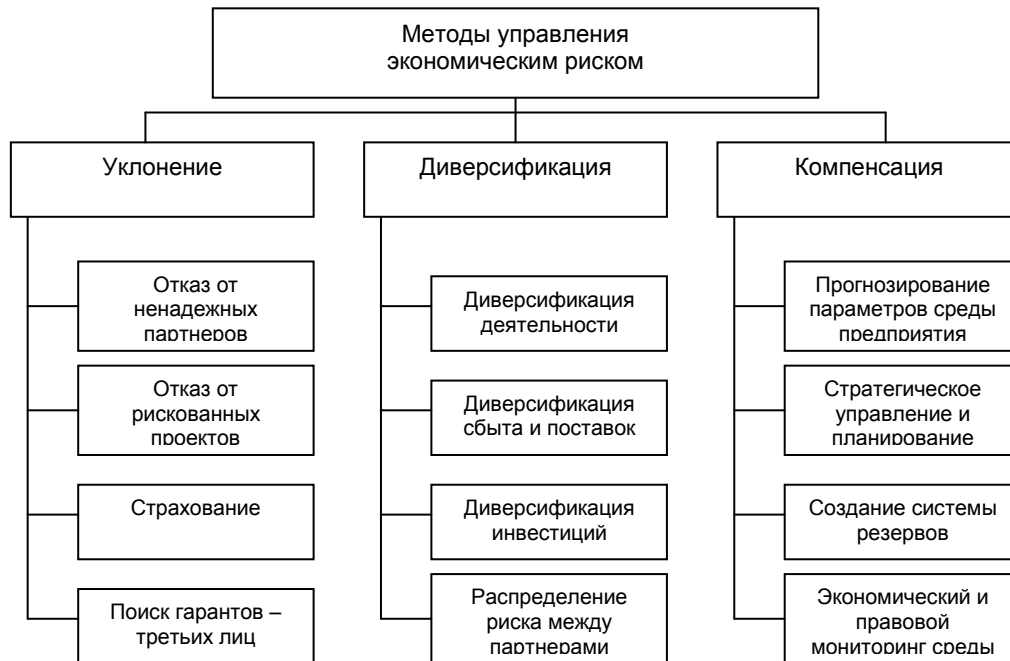 Методы управления
экономическим риском
Уклонение
Отказ от
ненадежных
партнеров
Отказ от
рискованных
проектов
Страхование
Поиск гарантов –
третьих лиц
Диверсификация
Диверсификация
деятельности
Диверсификация
сбыта и поставок
Диверсификация
инвестиций
Распределение
риска между
партнерами
Компенсация
Прогнозирование
параметров среды
предприятия
Стратегическое
управление и
планирование
Создание системы
резервов
Экономический и
правовой
мониторинг среды